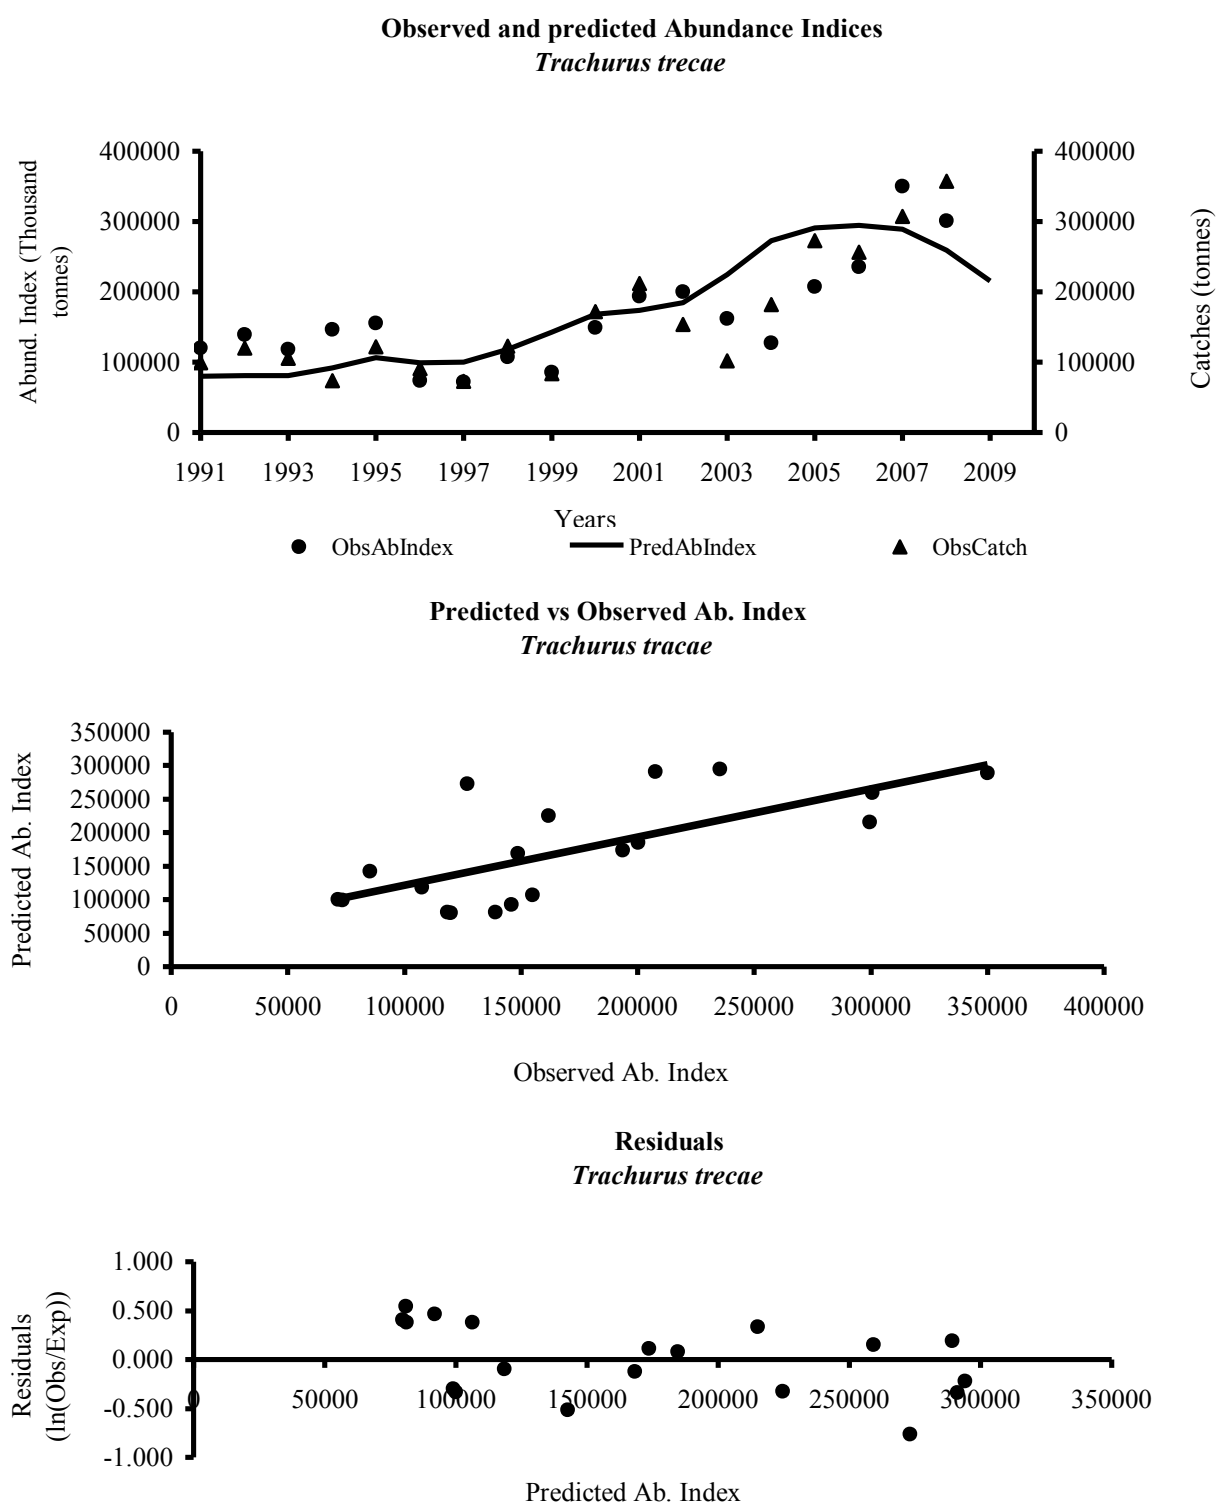 Observed and predicted Abundance Indices
Trachurus trecae
Abund. Index (Thousand
tonnes)
400000
300000
200000
100000
0
400000
300000
200000
100000
0
Catches (tonnes)
1991 1993 1995 1997 1999 2001 2003 2005 2007 2009
Years
ObsAbIndex PredAbIndex ObsCatch
Predicted vs Observed Ab. Index
Trachurus tracae
Predicted Ab. Index
350000
300000
250000
200000
150000
100000
50000
0
0 50000 100000 150000 200000 250000 300000 350000 400000
Observed Ab. Index
Residuals
Trachurus trecae
Residuals
(ln(Obs/Exp))
1.000
0.500
0.000
-0.500
-1.000
0 50000 100000 150000 200000 250000 300000 350000
Predicted Ab. Index